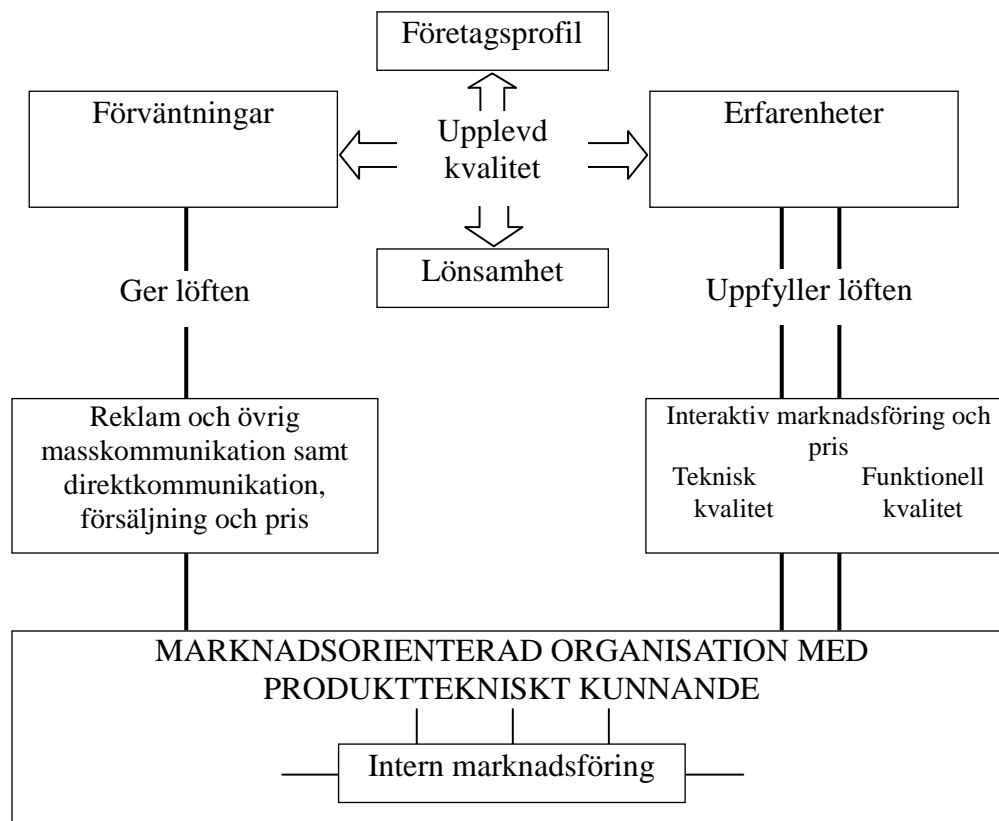 Företagsprofil
Förväntningar
Upplevd
kvalitet
Erfarenheter
Lönsamhet
Ger löften
Uppfyller löften
Reklam och övrig
masskommunikation samt
direktkommunikation,
försäljning och pris
Interaktiv marknadsföring och
pris
Teknisk
kvalitet
Funktionell
kvalitet
MARKNADSORIENTERAD ORGANISATION MED
PRODUKTTEKNISKT KUNNANDE
Intern marknadsföring